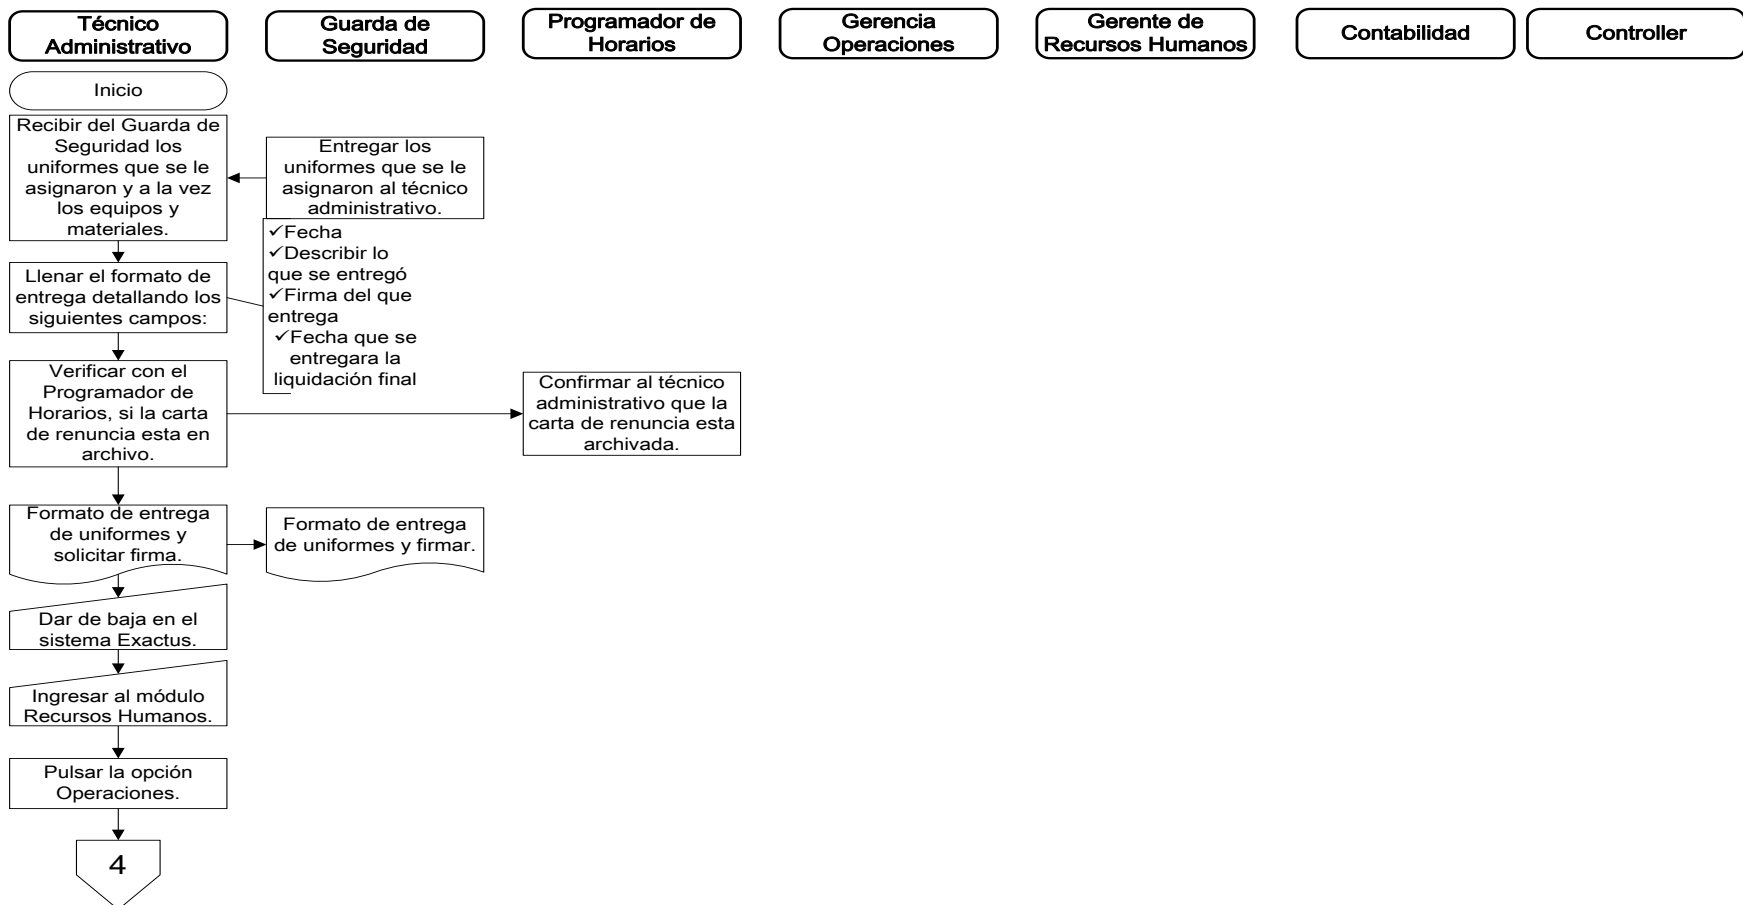 Técnico
Administrativo
Guarda de
Seguridad
Programador de
Horarios
Gerencia
Operaciones
Gerente de
Recursos Humanos
Contabilidad
Controller
Inicio
Recibir del Guarda de
Seguridad los
uniformes que se le
asignaron y a la vez
los equipos y
materiales.
Entregar los
uniformes que se le
asignaron al técnico
administrativo.
Llenar el formato de
entrega detallando los
siguientes campos:
✓Fecha
✓Describir lo
que se entregó
✓Firma del que
entrega
✓Fecha que se
entregara la
liquidación final
Verificar con el
Programador de
Horarios, si la carta
de renuncia esta en
archivo.
Confirmar al técnico
administrativo que la
carta de renuncia esta
archivada.
Formato de entrega
de uniformes y
solicitar firma.
Formato de entrega
de uniformes y firmar.
Dar de baja en el
sistema Exactus.
Ingresar al módulo
Recursos Humanos.
Pulsar la opción
Operaciones.
4